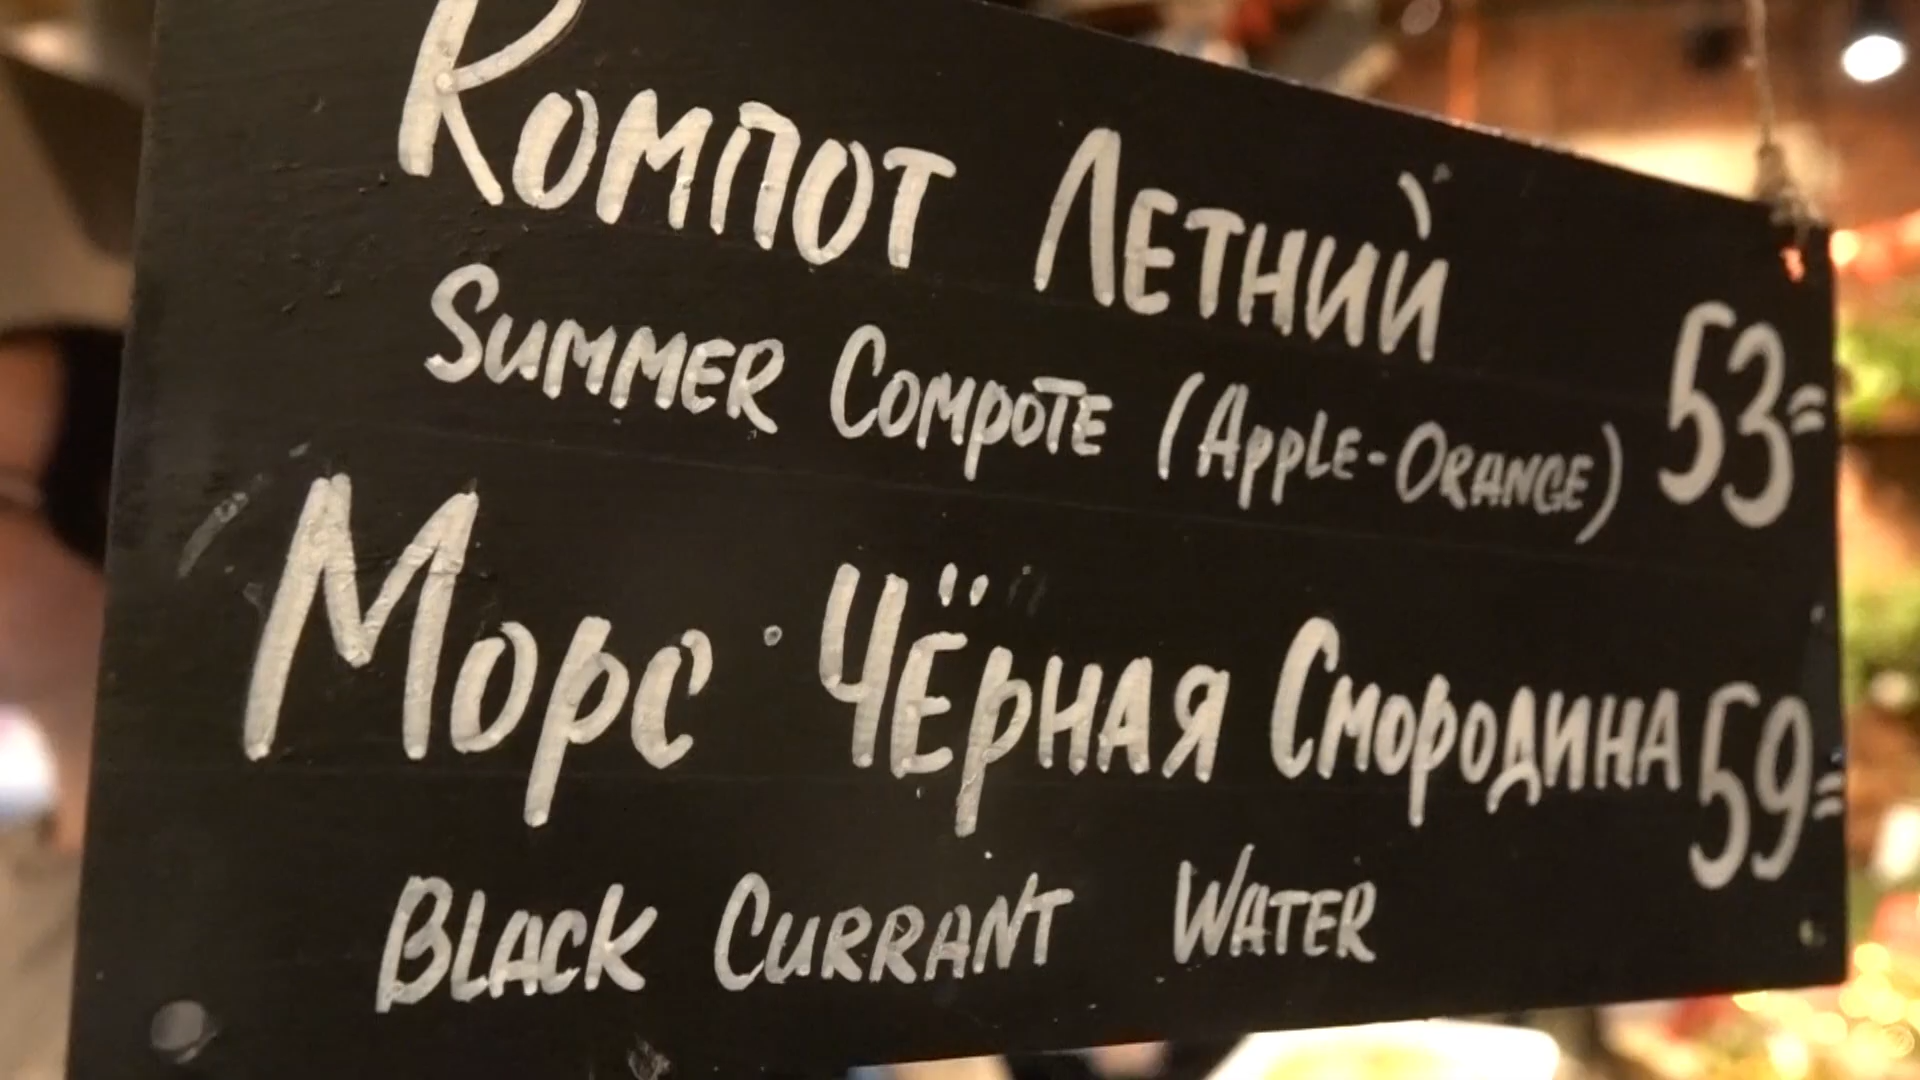 Компот Летний
Summer Compote (Apple-Orange) 53=
Морс Чёрная Смородина 59=
Black Currant Water